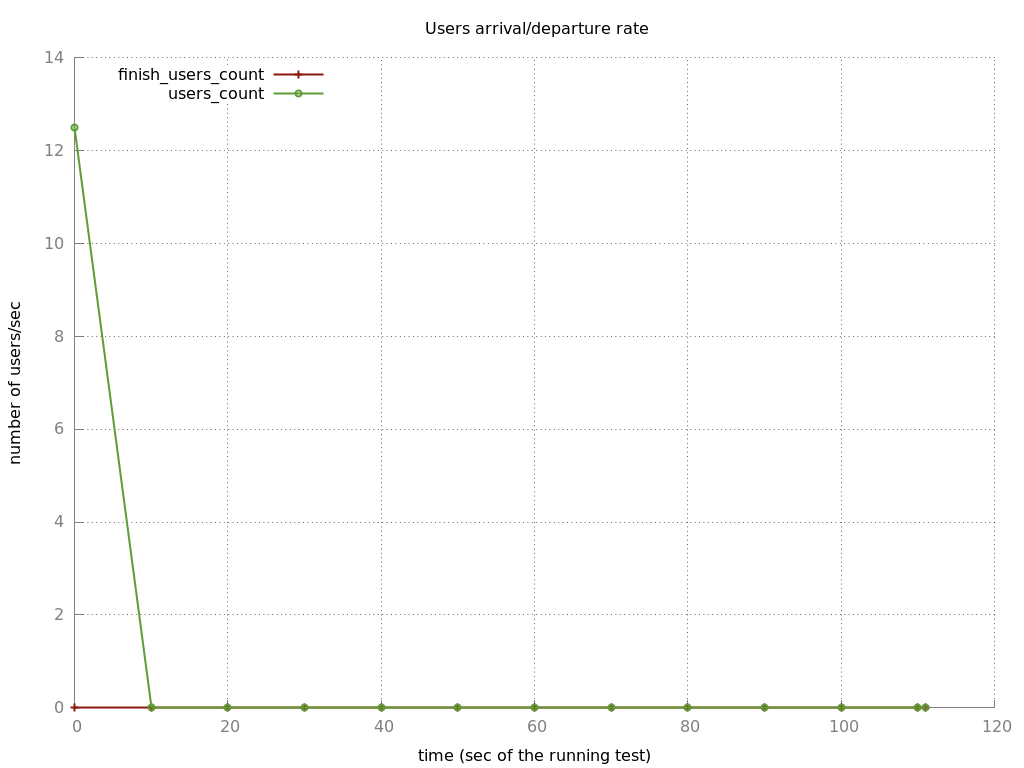 Users arrival/departure rate
14
finish_users_count
users_count
12
10
8
6
4
2
0
number of users/sec
0 20 40 60 80 100 120
time (sec of the running test)